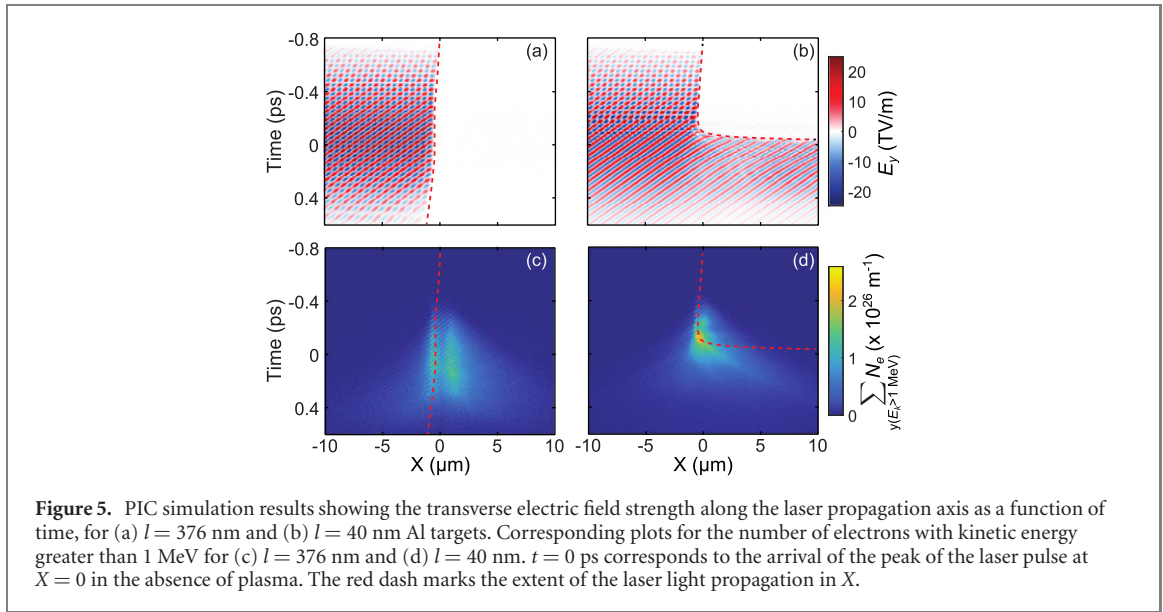 (a)
(b)
-0.8
-0.4
0
0.4
Time (ps)
20
10
0
-10
-20
E_y (TV/m)
(c)
(d)
-0.8
-0.4
0
0.4
Time (ps)
-10
-5
0
5
10
X (μm)
-10
-5
0
5
10
X (μm)
2
1
0
∑ N_e (x 10^26 m^-1)
y(E_k>1 MeV)
Figure 5. PIC simulation results showing the transverse electric field strength along the laser propagation axis as a function of
time, for (a) l = 376 nm and (b) l = 40 nm Al targets. Corresponding plots for the number of electrons with kinetic energy
greater than 1 MeV for (c) l = 376 nm and (d) l = 40 nm. t = 0 ps corresponds to the arrival of the peak of the laser pulse at
X = 0 in the absence of plasma. The red dash marks the extent of the laser light propagation in X.